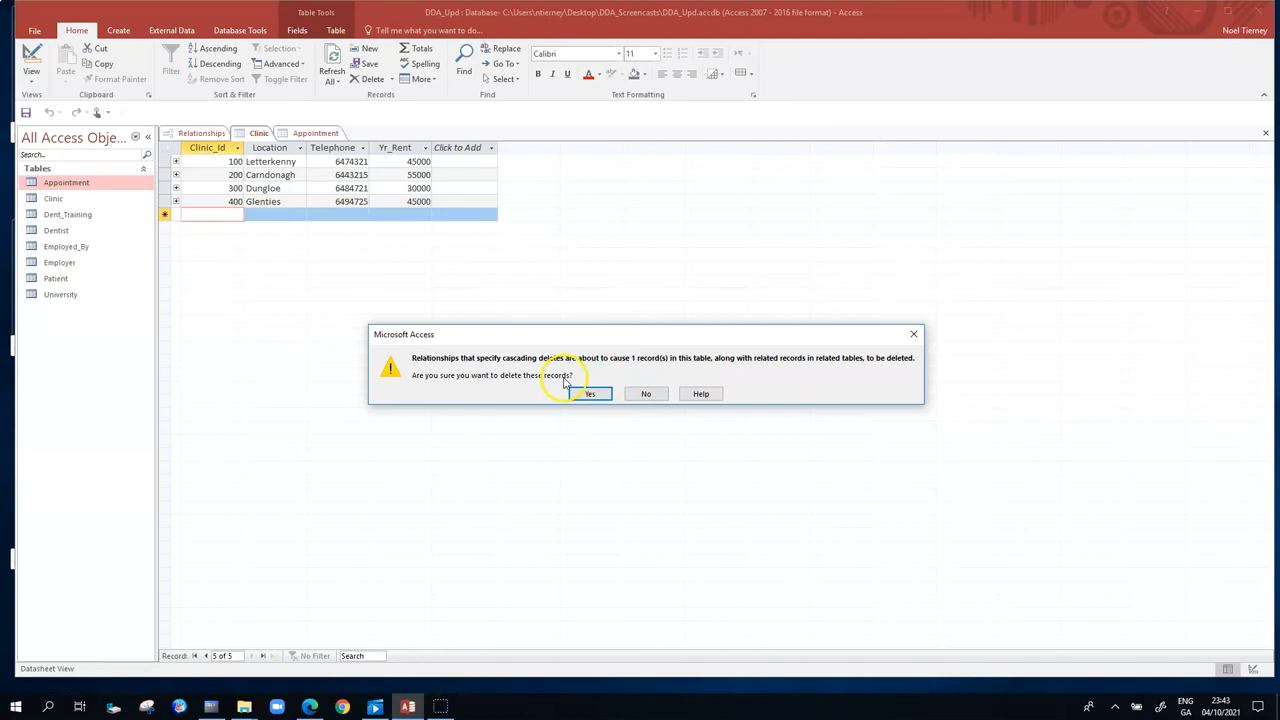 Table Tools
DDA_Upd : Database- C:\Users\ntierney\Desktop\DDA_Screencasts\DDA_Upd.accdb (Access 2007 - 2016 file format) - Access
File Home Create External Data Database Tools Fields Table Tell me what you want to do... Noel Tierney
View
Views
Paste
Cut
Copy
Format Painter
Clipboard
Filter
Ascending
Descending
Remove Sort
Selection
Advanced
Toggle Filter
Sort & Filter
Refresh
All
New
Save
Delete
Totals
Spelling
More
Records
Find
Replace
Go To
Select
Find
Calibri 11
B I U A
Text Formatting
All Access Obje...
Search...
Tables
Appointment
Clinic
Dent_Training
Dentist
Employed_By
Employer
Patient
University
Relationships Clinic Appointment
Clinic_Id Location Telephone Yr_Rent Click to Add
100 Letterkenny 6474321 45000
200 Carndonagh 6443215 55000
300 Dungloe 6484721 30000
400 Glenties 6494725 45000
Microsoft Access
Relationships that specify cascading deletes are about to cause 1 record(s) in this table, along with related records in related tables, to be deleted.
Are you sure you want to delete these records?
Yes No Help
Record: 5 of 5 No Filter Search
Datasheet View
ENG
GA
23:43
04/10/2021